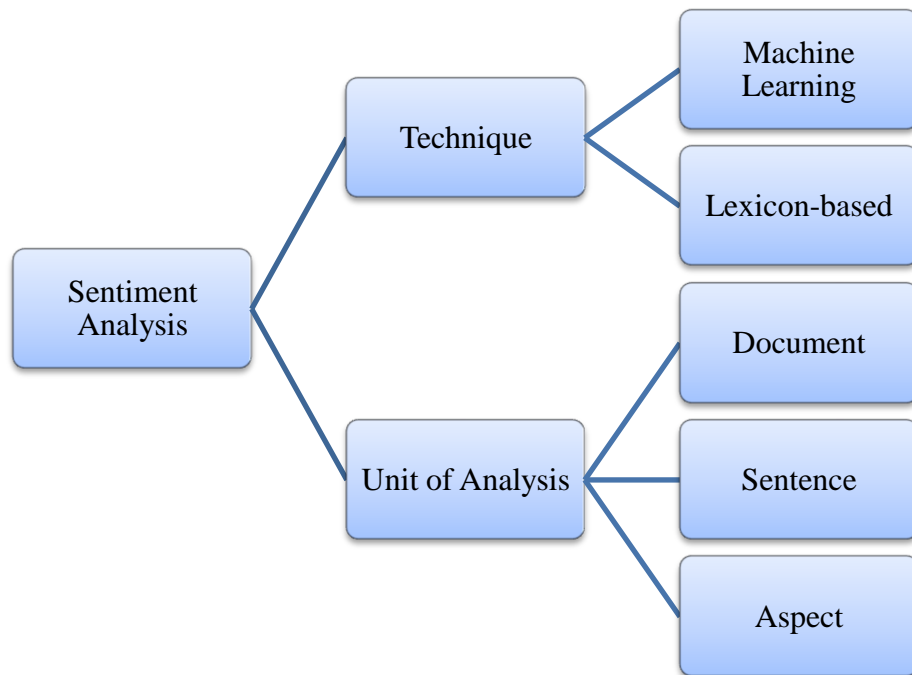 Sentiment
Analysis
Technique
Machine
Learning
Lexicon-based
Unit of Analysis
Document
Sentence
Aspect